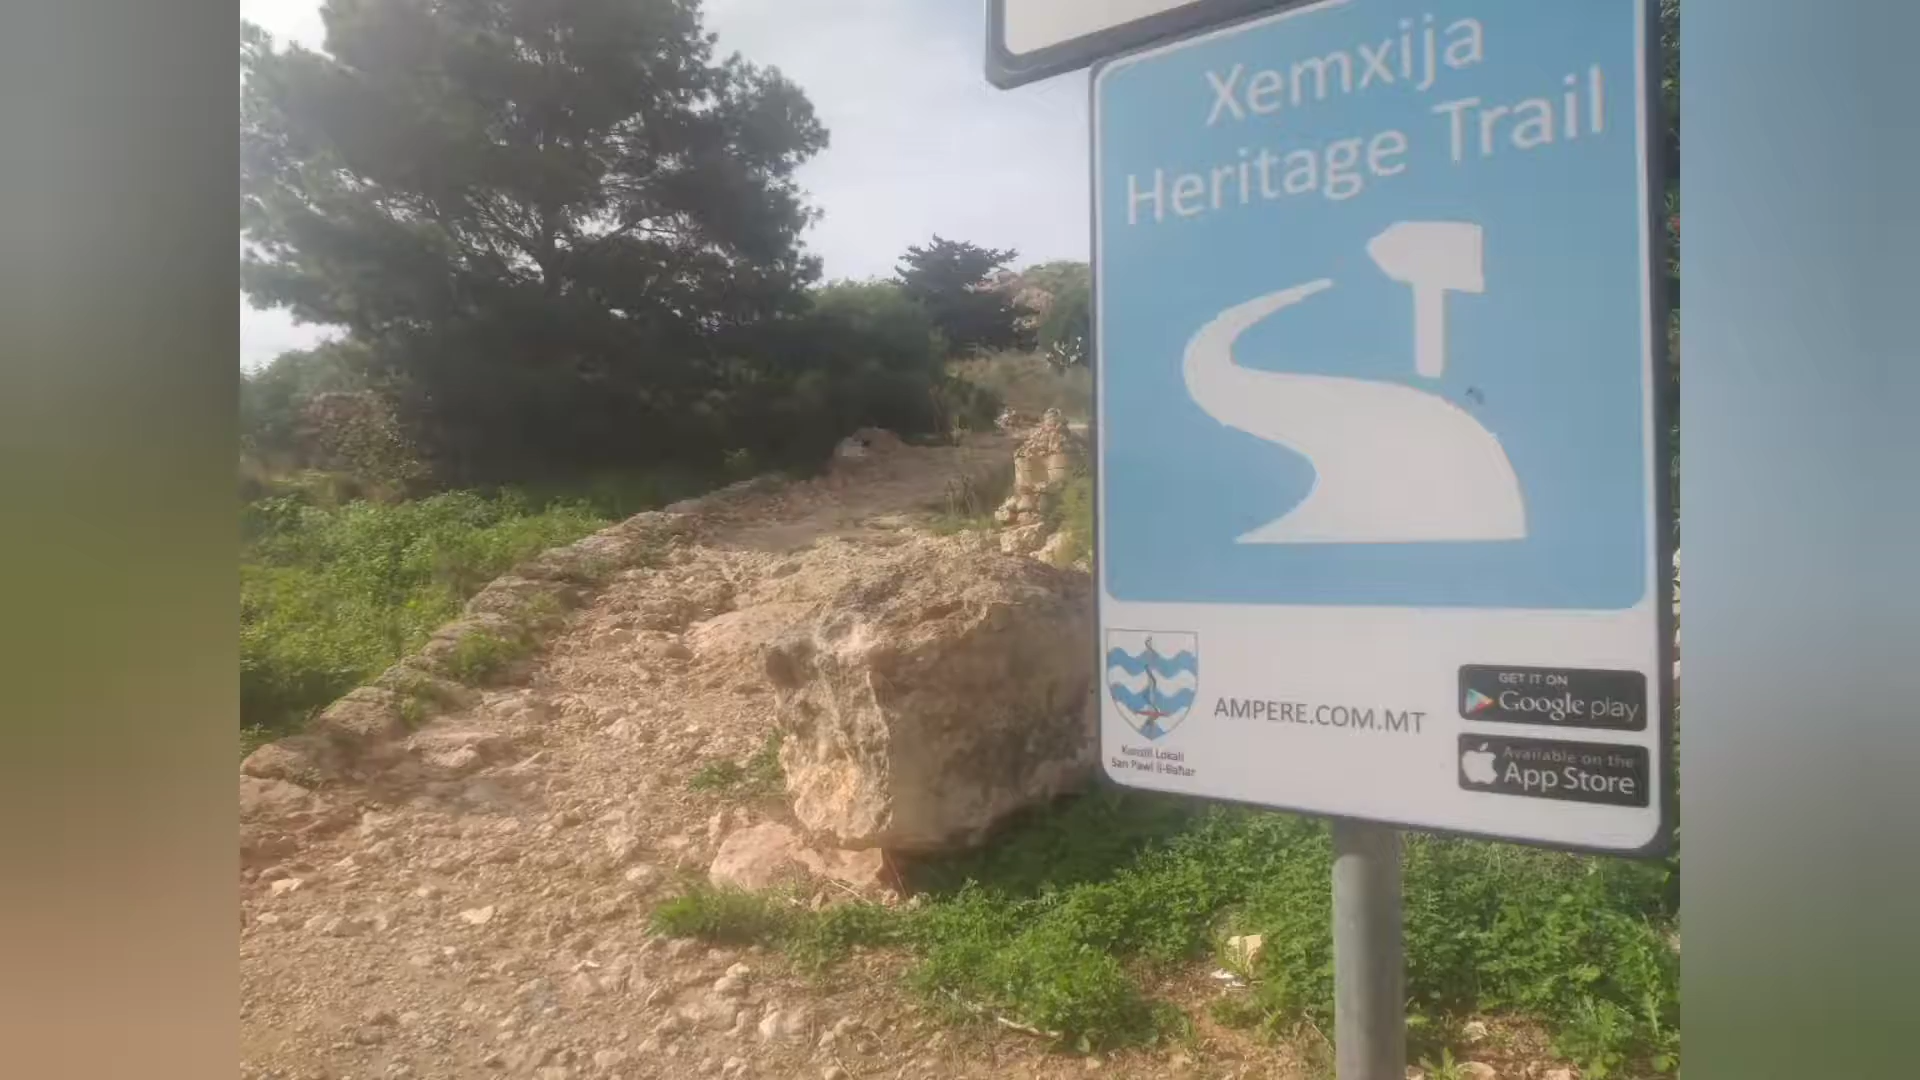 Xemxija
Heritage Trail
Kunsill Lokali
San Pawl il-Baħar
AMPERE.COM.MT
GET IT ON
Google play
Available on the
App Store